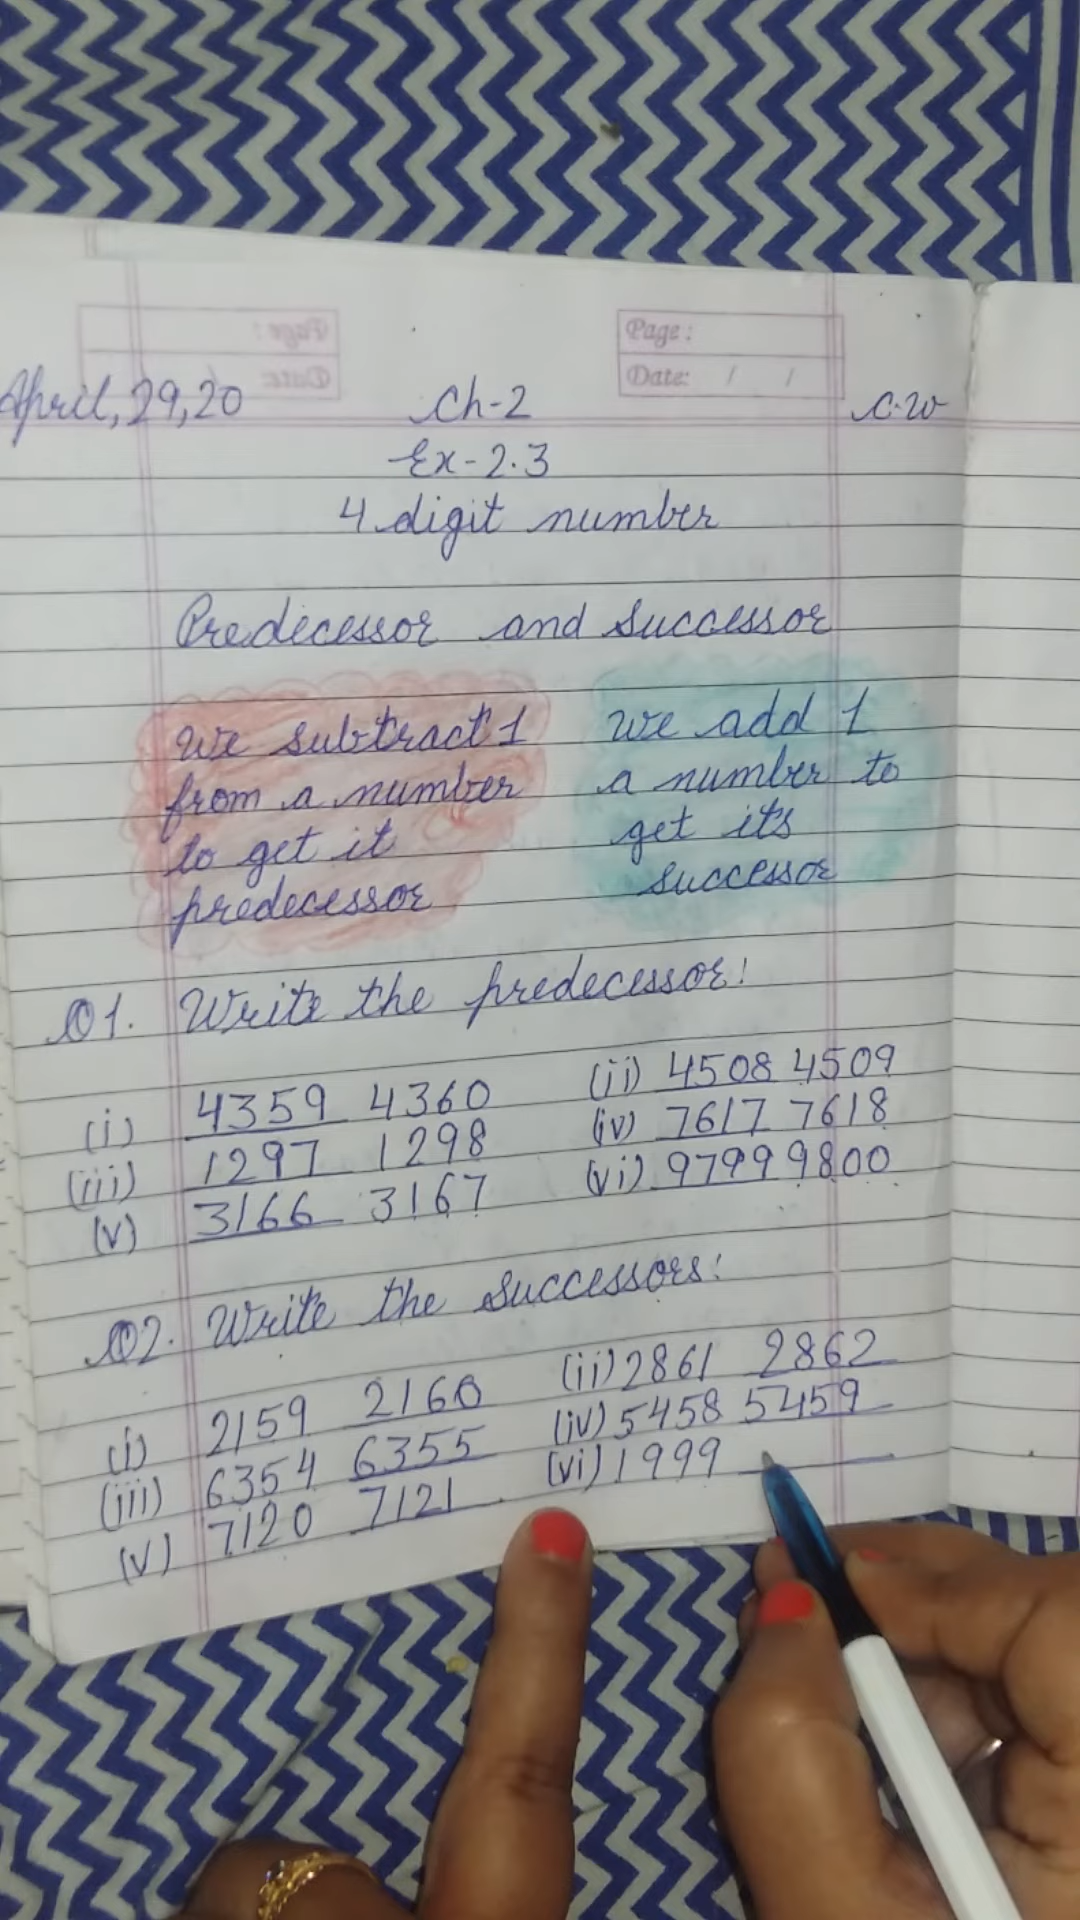 Page:
Date: / /
April, 29, 20 Ch-2 C.W
Ex-2.3
4 digit number
Predecessor and Successor
We subtract 1
from a number
to get it
predecessor
We add 1
a number to
get its
successor
Q1. Write the predecessor:
(i) 4359 4360 (ii) 4508 4509
(iii) 1297 1298 (iv) 7617 7618
(v) 3166 3167 (vi) 9799 9800
Q2. Write the successors:
(i) 2159 2160 (ii) 2861 2862
(iii) 6354 6355 (iv) 5458 5459
(v) 7120 7121 (vi) 1999